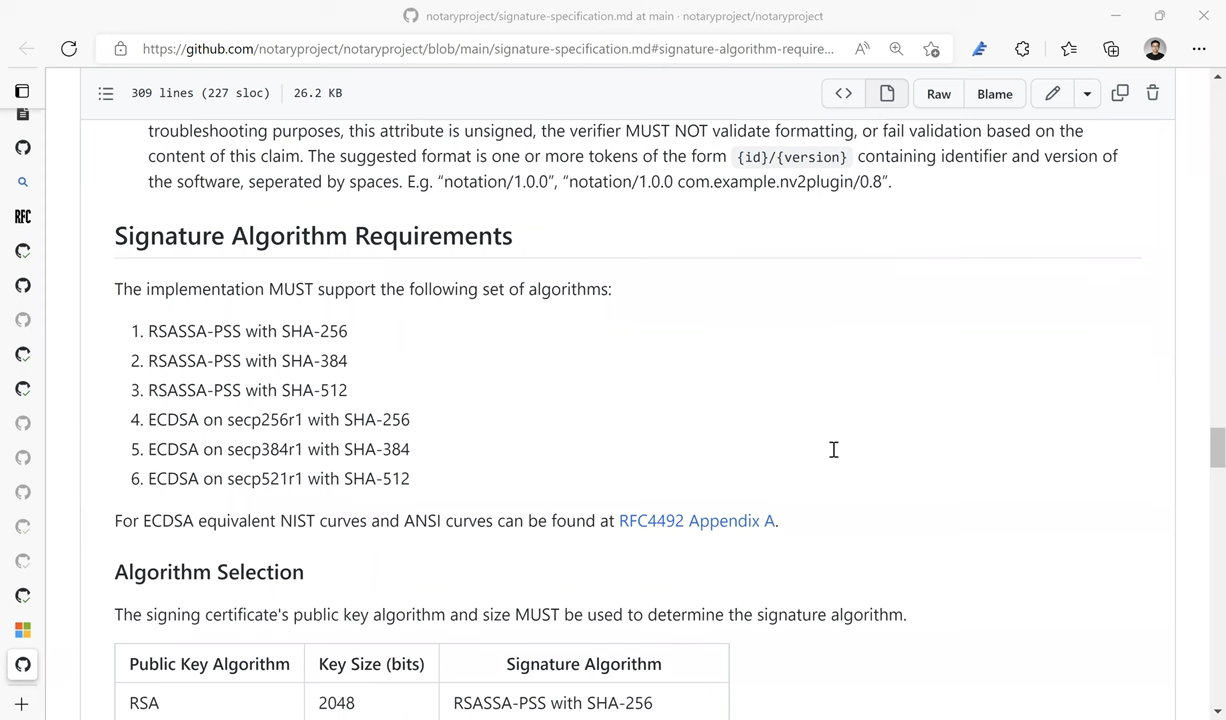 notaryproject/signature-specification.md at main · notaryproject/notaryproject
https://github.com/notaryproject/notaryproject/blob/main/signature-specification.md#signature-algorithm-require...
309 lines (227 sloc) 26.2 KB
Raw Blame
troubleshooting purposes, this attribute is unsigned, the verifier MUST NOT validate formatting, or fail validation based on the
content of this claim. The suggested format is one or more tokens of the form {id}/{version} containing identifier and version of
the software, seperated by spaces. E.g. “notation/1.0.0”, “notation/1.0.0 com.example.nv2plugin/0.8”.
RFC
Signature Algorithm Requirements
The implementation MUST support the following set of algorithms:
1. RSASSA-PSS with SHA-256
2. RSASSA-PSS with SHA-384
3. RSASSA-PSS with SHA-512
4. ECDSA on secp256r1 with SHA-256
5. ECDSA on secp384r1 with SHA-384
6. ECDSA on secp521r1 with SHA-512
For ECDSA equivalent NIST curves and ANSI curves can be found at RFC4492 Appendix A.
Algorithm Selection
The signing certificate's public key algorithm and size MUST be used to determine the signature algorithm.
Public Key Algorithm Key Size (bits) Signature Algorithm
RSA 2048 RSASSA-PSS with SHA-256